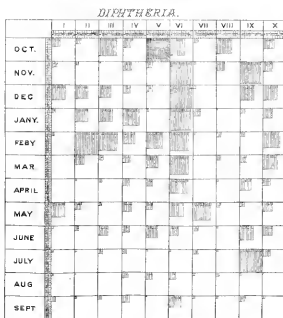 DIPHTHERIA.
I II III IV V VI VII VIII IX X
OCT.
NOV.
DEC
JANY.
FEBY
MAR.
APRIL
MAY
JUNE
JULY
AUG
SEPT